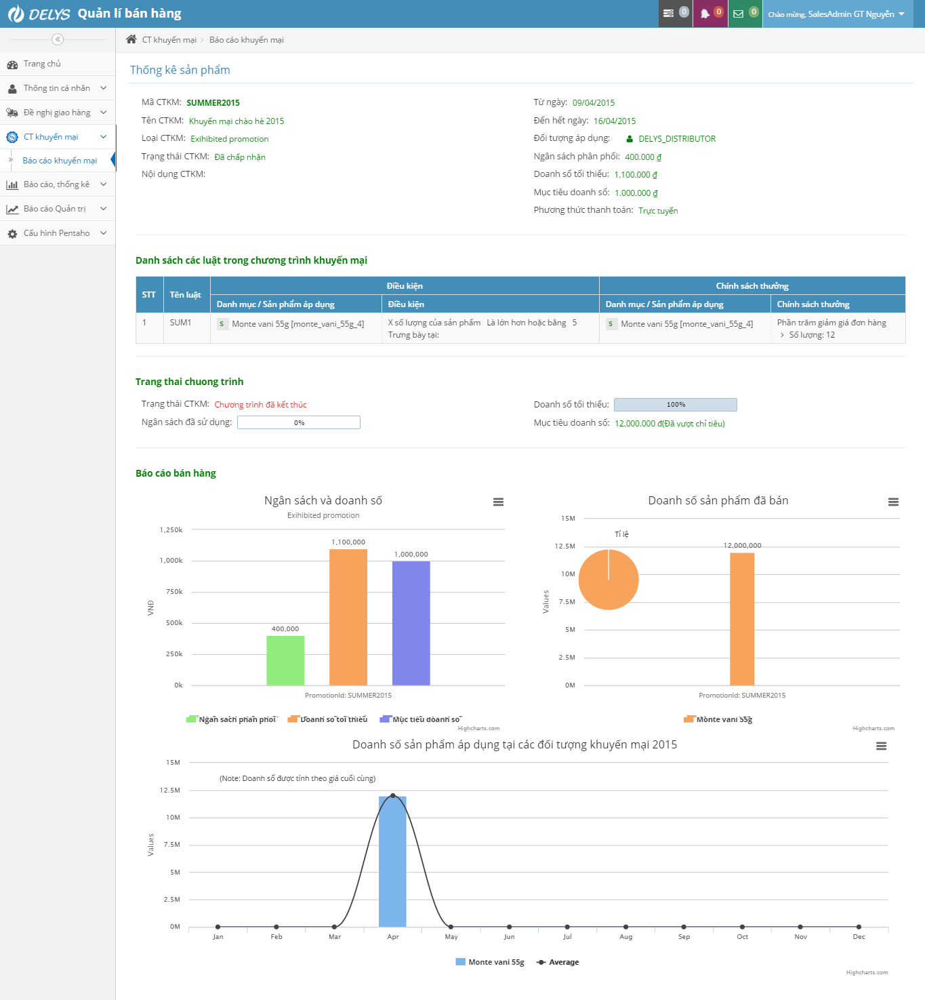 DELYS Quản lí bán hàng
0 0 0 Chào mừng, SalesAdmin GT Nguyễn
CT khuyến mại Báo cáo khuyến mại
Trang chủ
Thông tin cá nhân
Đề nghị giao hàng
CT khuyến mại
Báo cáo khuyến mại
Báo cáo, thống kê
Báo cáo Quản trị
Cấu hình Pentaho
Thống kê sản phẩm
Mã CTKM: SUMMER2015
Tên CTKM: Khuyến mại chào hè 2015
Loại CTKM: Exihibited promotion
Trạng thái CTKM: Đã chấp nhận
Nội dụng CTKM:
Từ ngày: 09/04/2015
Đến hết ngày: 16/04/2015
Đối tượng áp dụng: DELYS_DISTRIBUTOR
Ngân sách phân phối: 400.000 ₫
Doanh số tối thiểu: 1.100.000 ₫
Mục tiêu doanh số: 1.000.000 ₫
Phương thức thanh toán: Trực tuyến
Danh sách các luật trong chương trình khuyến mại
STT Tên luật Điều kiện Chính sách thưởng
Danh mục / Sản phẩm áp dụng Điều kiện Danh mục / Sản phẩm áp dụng Chính sách thưởng
1 SUM1 S Monte vani 55g [monte_vani_55g_4] X số lượng của sản phẩm Là lớn hơn hoặc bằng 5 S Monte vani 55g [monte_vani_55g_4] Phần trăm giảm giá đơn hàng
Trưng bày tại: Số lượng: 12
Trang thai chuong trinh
Trạng thái CTKM: Chương trình đã kết thúc
Ngân sách đã sử dụng: 0%
Doanh số tối thiểu: 100%
Mục tiêu doanh số: 12.000.000 đ(Đã vượt chỉ tiêu)
Báo cáo bán hàng
Ngân sách và doanh số
Exihibited promotion
1,250k
1,000k
750k
500k
250k
0k
VNĐ
400,000
1,100,000
1,000,000
PromotionId: SUMMER2015
Ngân sách phân phối Doanh số tối thiểu Mục tiêu doanh số
Highcharts.com
Doanh số sản phẩm đã bán
15M
12.5M
10M
7.5M
5M
2.5M
0M
Values
Tỉ lệ
12,000,000
PromotionId: SUMMER2015
Monte vani 55g
Highcharts.com
Doanh số sản phẩm áp dụng tại các đối tượng khuyến mại 2015
15M
12.5M
10M
7.5M
5M
2.5M
0M
Values
(Note: Doanh số được tính theo giá cuối cùng)
Jan Feb Mar Apr May Jun Jul Aug Sep Oct Nov Dec
Monte vani 55g Average
Highcharts.com